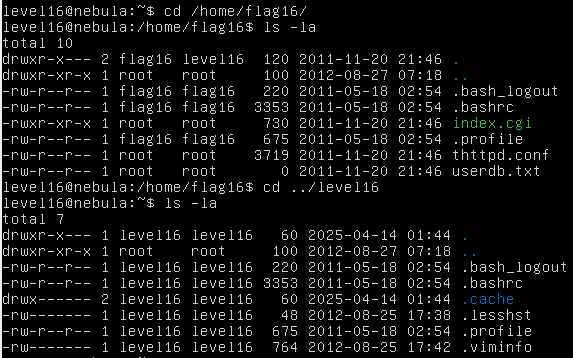 level16@nebula:~$ cd /home/flag16/
level16@nebula:/home/flag16$ ls -la
total 10
drwxr-x--- 2 flag16 level16  120 2011-11-20 21:46 .
drwxr-xr-x 1 root   root     100 2012-08-27 07:18 ..
-rw-r--r-- 1 flag16 flag16   220 2011-05-18 02:54 .bash_logout
-rw-r--r-- 1 flag16 flag16  3353 2011-05-18 02:54 .bashrc
-rwxr-xr-x 1 root   root     730 2011-11-20 21:46 index.cgi
-rw-r--r-- 1 flag16 flag16   675 2011-05-18 02:54 .profile
-rw-r--r-- 1 root   root    3719 2011-11-20 21:46 thttpd.conf
-rw-r--r-- 1 root   root       0 2011-11-20 21:46 userdb.txt
level16@nebula:/home/flag16$ cd ../level16
level16@nebula:~$ ls -la
total 7
drwxr-x--- 1 level16 level16   60 2025-04-14 01:44 .
drwxr-xr-x 1 root    root     100 2012-08-27 07:18 ..
-rw-r--r-- 1 level16 level16  220 2011-05-18 02:54 .bash_logout
-rw-r--r-- 1 level16 level16 3353 2011-05-18 02:54 .bashrc
drwx------ 2 level16 level16   60 2025-04-14 01:44 .cache
-rw------- 1 level16 level16   48 2012-08-25 17:38 .lesshst
-rw-r--r-- 1 level16 level16  675 2011-05-18 02:54 .profile
-rw------- 1 level16 level16  764 2012-08-25 17:42 .viminfo